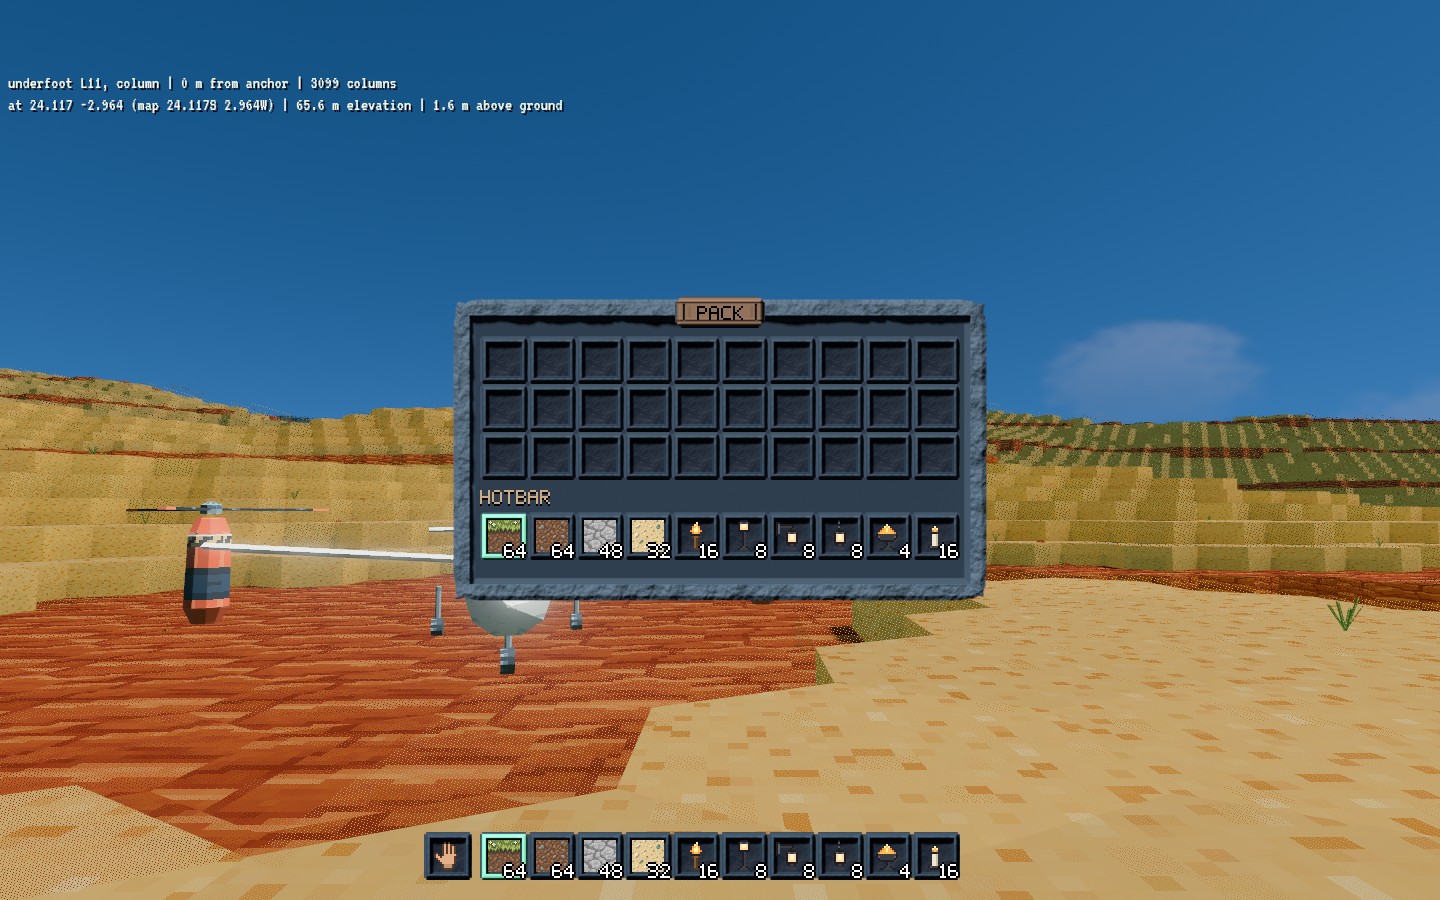 underfoot L11, column | 0 m from anchor | 3099 columns
at 24.117 -2.964 (map 24.117S 2.964W) | 65.6 m elevation | 1.6 m above ground
PACK
HOTBAR
64 64 48 32 16 8 8 8 4 16
64 64 48 32 16 8 8 8 4 16